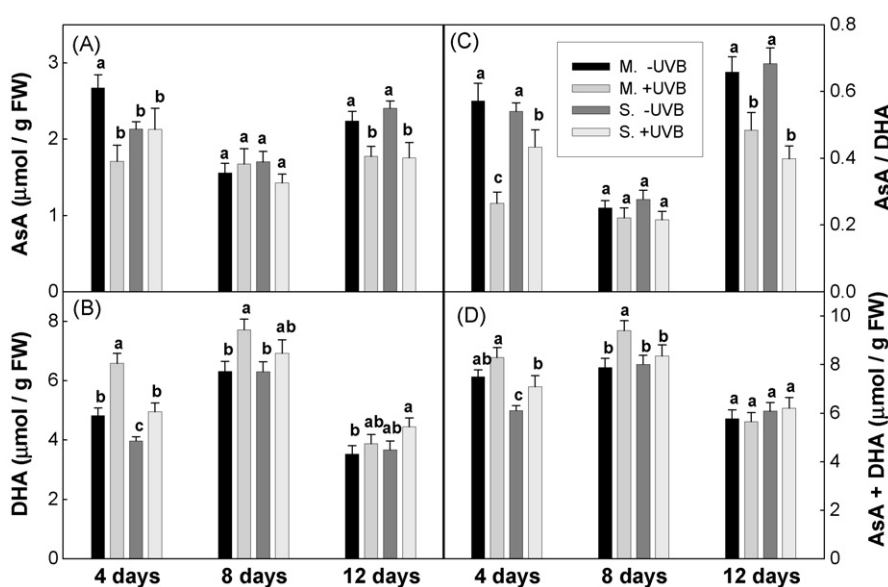 (A)
AsA (μmol / g FW)
3
2
1
a
b
b
b
a
a
a
a
a
b
a
b
(C)
AsA / DHA
0.8
0.6
0.4
0.2
0.0
M. -UVB
M. +UVB
S. -UVB
S. +UVB
a
c
a
b
a
a
a
a
a
b
a
b
(B)
DHA (μmol / g FW)
8
6
4
2
0
b
a
c
b
b
a
b
ab
b
ab
ab
a
4 days 8 days 12 days
(D)
AsA + DHA (μmol / g FW)
10
8
6
4
2
0
ab
a
c
b
b
a
b
b
a
a
a
a
4 days 8 days 12 days